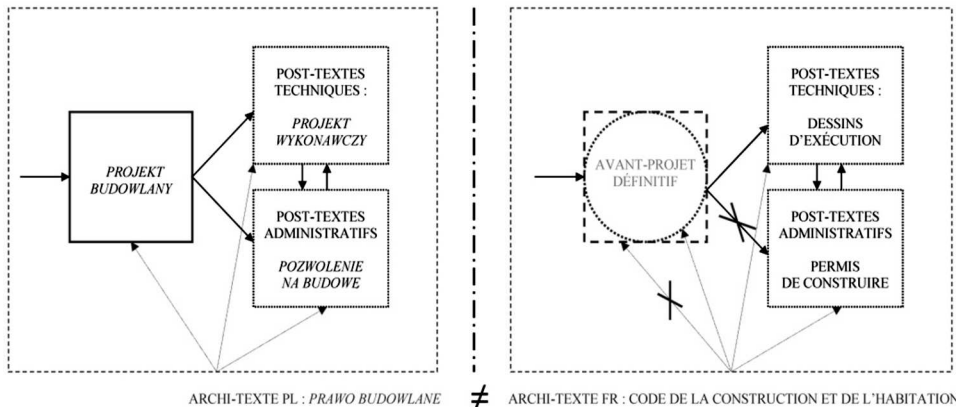 POST-TEXTES
TECHNIQUES :
PROJEKT
WYKONAWCZY
PROJEKT
BUDOWLANY
POST-TEXTES
ADMINISTRATIFS
POZWOLENIE
NA BUDOWĘ
ARCHI-TEXTE PL : PRAWO BUDOWLANE
≠
POST-TEXTES
TECHNIQUES :
DESSINS
D'EXÉCUTION
AVANT-PROJET
DÉFINITIF
POST-TEXTES
ADMINISTRATIFS
PERMIS
DE CONSTRUIRE
ARCHI-TEXTE FR : CODE DE LA CONSTRUCTION ET DE L'HABITATION